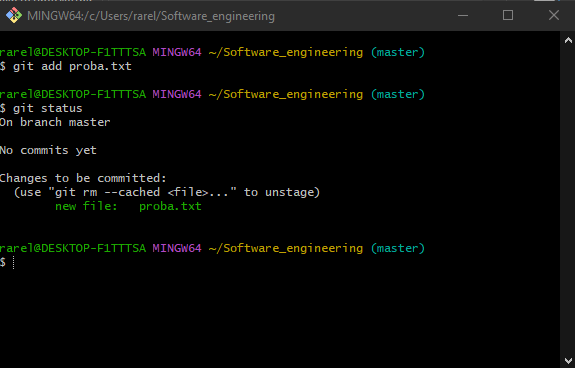 MINGW64:/c/Users/rarel/Software_engineering
rarel@DESKTOP-F1TTTSA MINGW64 ~/Software_engineering (master)
$ git add proba.txt
rarel@DESKTOP-F1TTTSA MINGW64 ~/Software_engineering (master)
$ git status
On branch master
No commits yet
Changes to be committed:
  (use "git rm --cached <file>..." to unstage)
        new file:   proba.txt
rarel@DESKTOP-F1TTTSA MINGW64 ~/Software_engineering (master)
$